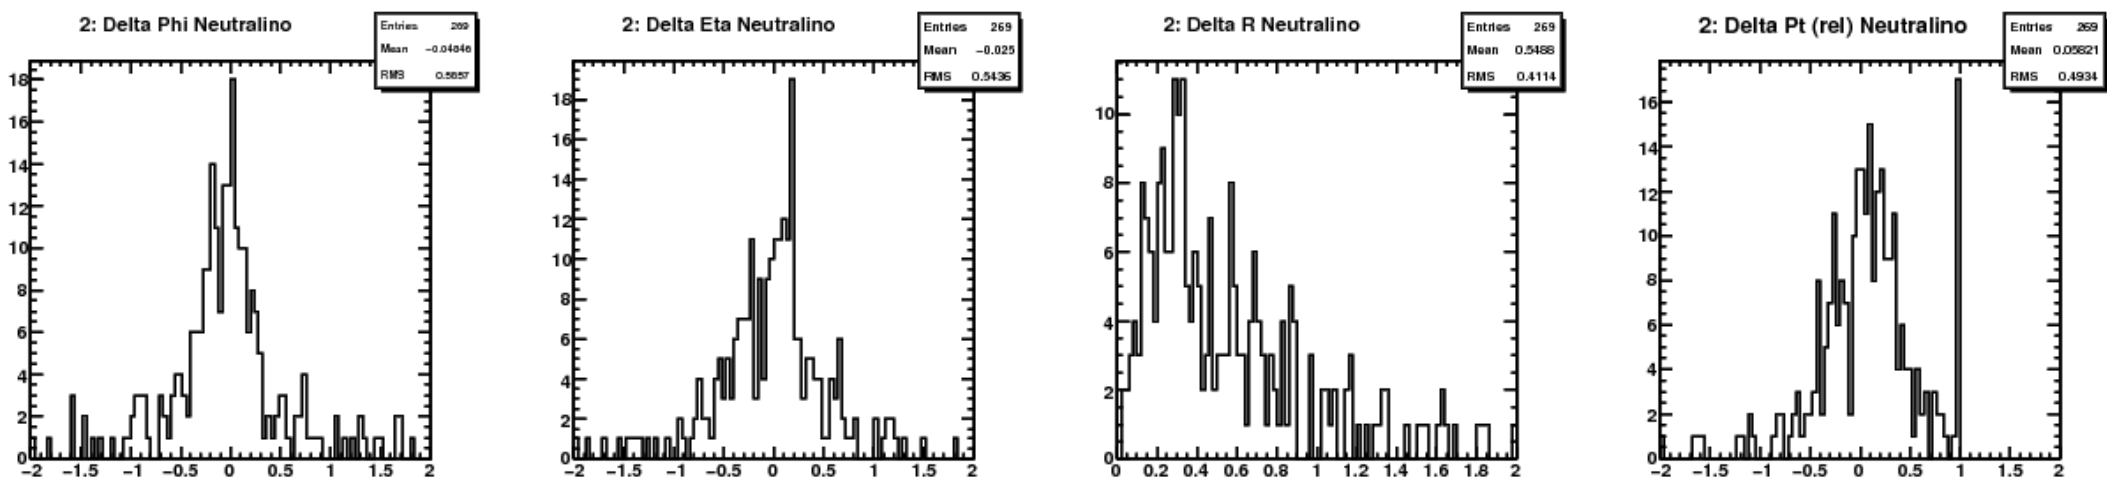 2: Delta Phi Neutralino
Entries 269
Mean -0.04846
RMS 0.5657
18
16
14
12
10
8
6
4
2
0
-2 -1.5 -1 -0.5 0 0.5 1 1.5 2
2: Delta Eta Neutralino
Entries 269
Mean -0.025
RMS 0.5436
18
16
14
12
10
8
6
4
2
0
-2 -1.5 -1 -0.5 0 0.5 1 1.5 2
2: Delta R Neutralino
Entries 269
Mean 0.5488
RMS 0.4114
10
8
6
4
2
0
0 0.2 0.4 0.6 0.8 1 1.2 1.4 1.6 1.8 2
2: Delta Pt (rel) Neutralino
Entries 269
Mean 0.05821
RMS 0.4934
16
14
12
10
8
6
4
2
0
-2 -1.5 -1 -0.5 0 0.5 1 1.5 2